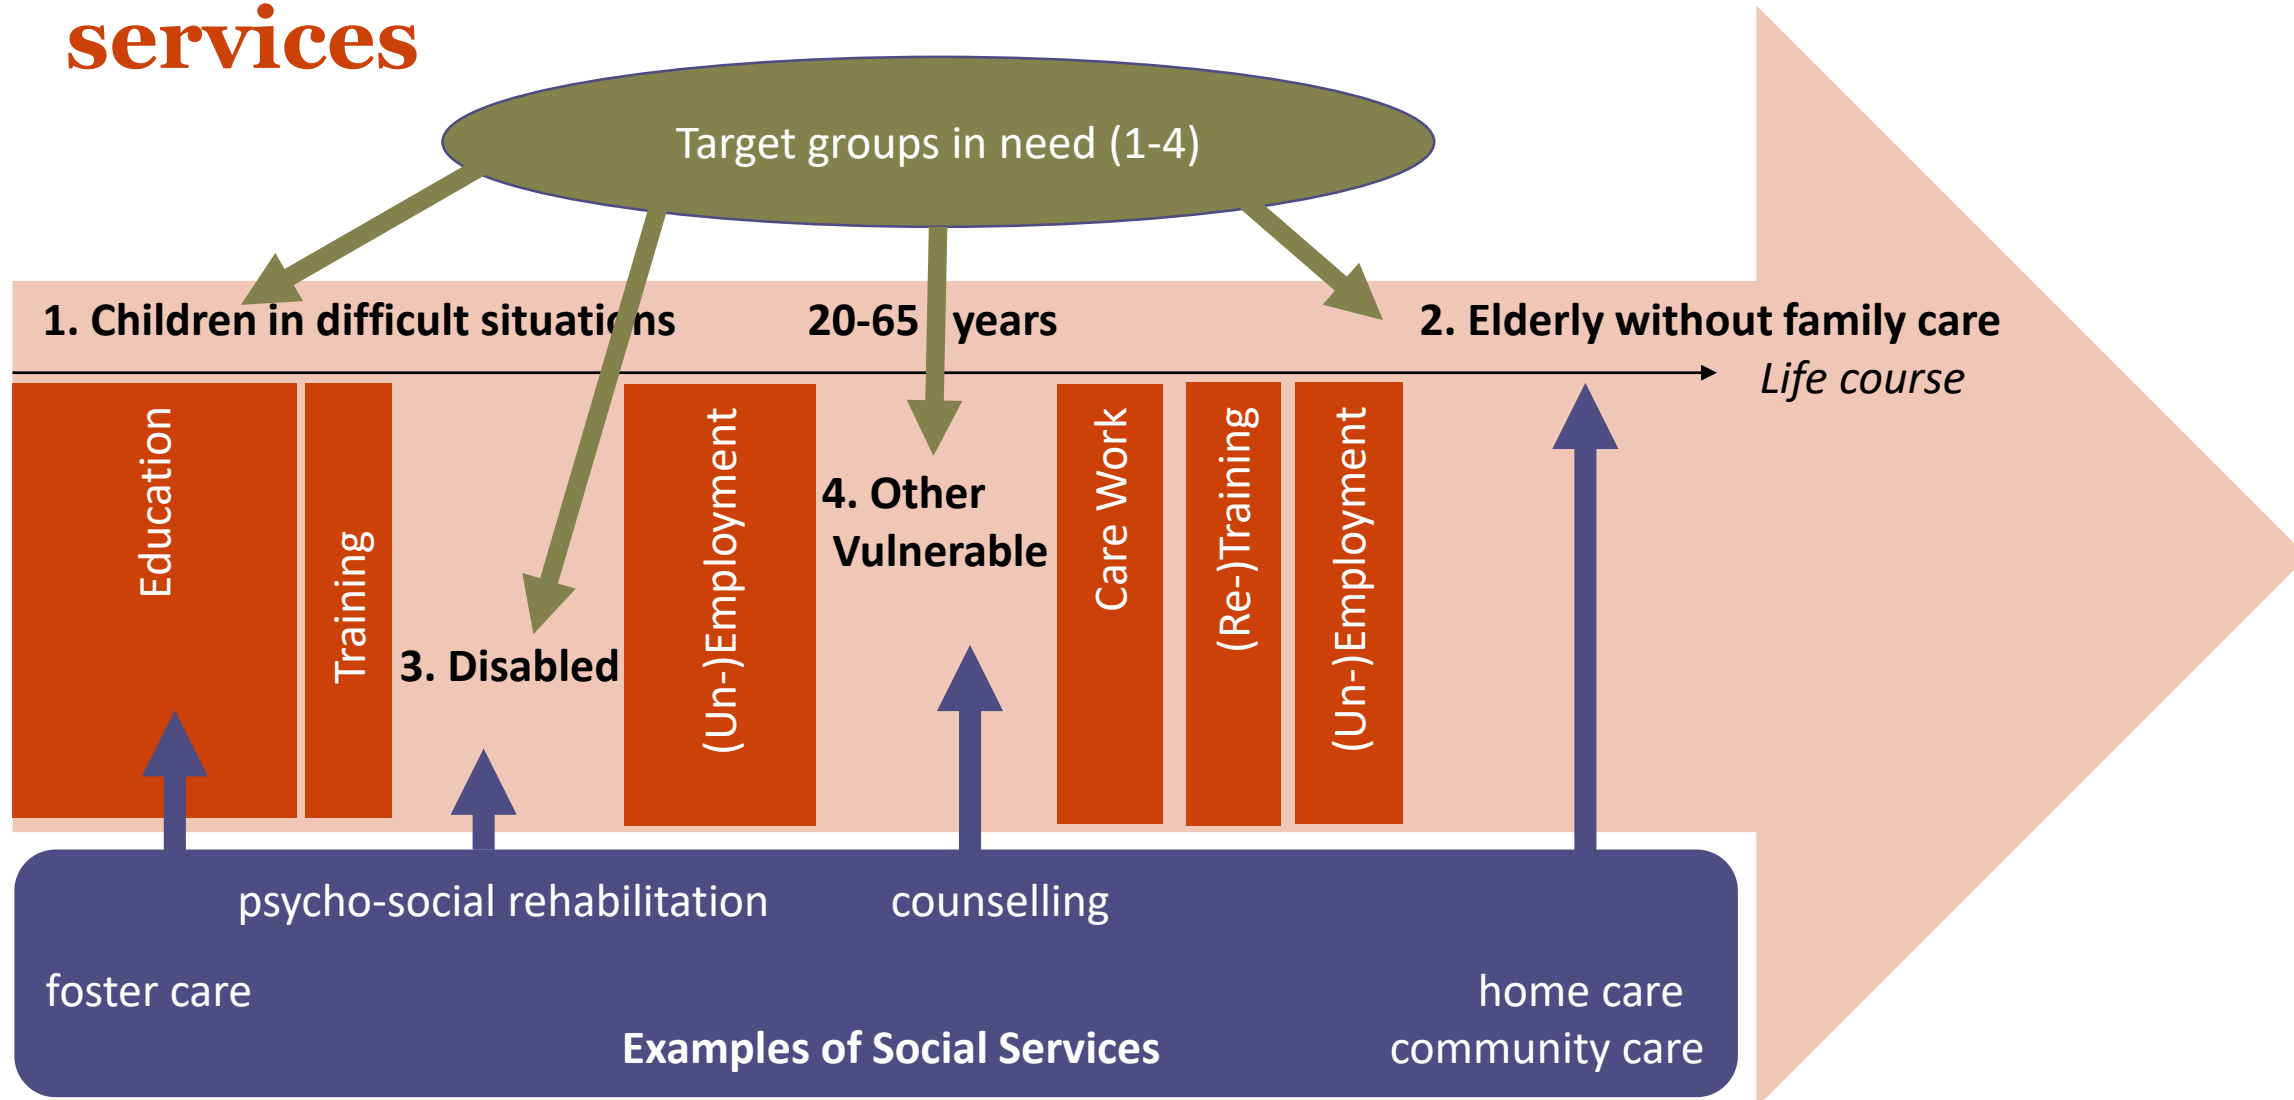 services
Target groups in need (1-4)
1. Children in difficult situations
20-65 years
2. Elderly without family care
Life course
Education
Training
3. Disabled
(Un-)Employment
4. Other
Vulnerable
Care Work
(Re-)Training
(Un-)Employment
psycho-social rehabilitation
counselling
foster care
home care
Examples of Social Services
community care